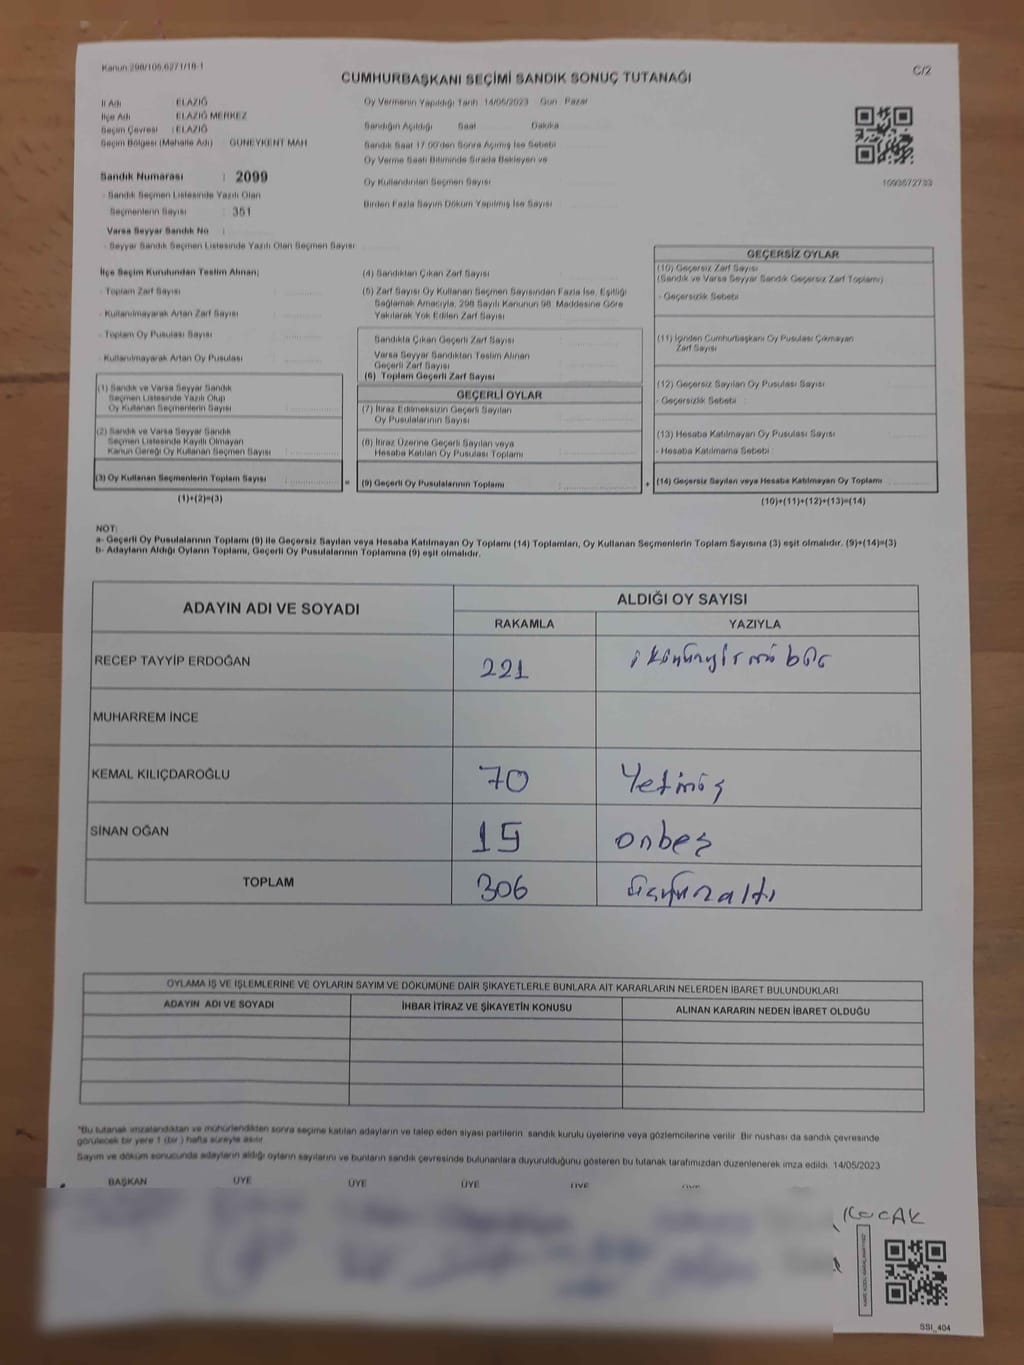 Kanun 298/105,6271/18-1
C/2
CUMHURBAŞKANI SEÇİMİ SANDIK SONUÇ TUTANAĞI
İl Adı ELAZIĞ
İlçe Adı ELAZIĞ MERKEZ
Seçim Çevresi : ELAZIĞ
Seçim Bölgesi (Mahalle Adı) GÜNEYKENT MAH
Sandık Numarası : 2099
- Sandık Seçmen Listesinde Yazılı Olan
Seçmenlerin Sayısı : 351
Varsa Seyyar Sandık No :
- Seyyar Sandık Seçmen Listesinde Yazılı Olan Seçmen Sayısı
Oy Vermenin Yapıldığı Tarih 14/05/2023 Gün : Pazar
Sandığın Açıldığı Saat Dakika
Sandık Saat 17.00'den Sonra Açılmış İse Sebebi
Oy Verme Saati Bitiminde Sırada Bekleyen ve
Oy Kullandırılan Seçmen Sayısı
Birden Fazla Sayım Döküm Yapılmış İse Sayısı
1093572733
İlçe Seçim Kurulundan Teslim Alınan;
- Toplam Zarf Sayısı
- Kullanılmayarak Artan Zarf Sayısı
- Toplam Oy Pusulası Sayısı
- Kullanılmayarak Artan Oy Pusulası
(1) Sandık ve Varsa Seyyar Sandık
Seçmen Listesinde Yazılı Olup
Oy Kullanan Seçmenlerin Sayısı
(2) Sandık ve Varsa Seyyar Sandık
Seçmen Listesinde Kayıtlı Olmayan
Kanun Gereği Oy Kullanan Seçmen Sayısı
(3) Oy Kullanan Seçmenlerin Toplam Sayısı
(1)+(2)=(3)
(4) Sandıktan Çıkan Zarf Sayısı
(5) Zarf Sayısı Oy Kullanan Seçmen Sayısından Fazla İse, Eşitliği
Sağlamak Amacıyla, 298 Sayılı Kanunun 98. Maddesine Göre
Yakılarak Yok Edilen Zarf Sayısı
Sandıkta Çıkan Geçerli Zarf Sayısı
Varsa Seyyar Sandıktan Teslim Alınan
Geçerli Zarf Sayısı
(6) Toplam Geçerli Zarf Sayısı
GEÇERLİ OYLAR
(7) İtiraz Edilmeksizin Geçerli Sayılan
Oy Pusulalarının Sayısı
(8) İtiraz Üzerine Geçerli Sayılan veya
Hesaba Katılan Oy Pusulası Toplamı
= (9) Geçerli Oy Pusulalarının Toplamı
GEÇERSİZ OYLAR
(10) Geçersiz Zarf Sayısı
(Sandık ve Varsa Seyyar Sandık Geçersiz Zarf Toplamı)
- Geçersizlik Sebebi
(11) İçinden Cumhurbaşkanı Oy Pusulası Çıkmayan
Zarf Sayısı
(12) Geçersiz Sayılan Oy Pusulası Sayısı
- Geçersizlik Sebebi
(13) Hesaba Katılmayan Oy Pusulası Sayısı
- Hesaba Katılmama Sebebi
+ (14) Geçersiz Sayılan veya Hesaba Katılmayan Oy Toplamı
(10)+(11)+(12)+(13)=(14)
NOT:
a- Geçerli Oy Pusulalarının Toplamı (9) ile Geçersiz Sayılan veya Hesaba Katılmayan Oy Toplamı (14) Toplamları, Oy Kullanan Seçmenlerin Toplam Sayısına (3) eşit olmalıdır. (9)+(14)=(3)
b- Adayların Aldığı Oyların Toplamı, Geçerli Oy Pusulalarının Toplamına (9) eşit olmalıdır.
ADAYIN ADI VE SOYADI
ALDIĞI OY SAYISI
RAKAMLA YAZIYLA
RECEP TAYYİP ERDOĞAN 221 ikiyüzyirmibir
MUHARREM İNCE
KEMAL KILIÇDAROĞLU 70 Yetmiş
SİNAN OĞAN 15 onbeş
TOPLAM 306 üçyüzaltı
OYLAMA İŞ VE İŞLEMLERİNE VE OYLARIN SAYIM VE DÖKÜMÜNE DAİR ŞİKAYETLERLE BUNLARA AİT KARARLARIN NELERDEN İBARET BULUNDUKLARI
ADAYIN ADI VE SOYADI İHBAR İTİRAZ VE ŞİKAYETİN KONUSU ALINAN KARARIN NEDEN İBARET OLDUĞU
*Bu tutanak imzalandıktan ve mühürlendikten sonra seçime katılan adayların ve talep eden siyasi partilerin sandık kurulu üyelerine veya gözlemcilerine verilir. Bir nüshası da sandık çevresinde
görülecek bir yere 1 (bir ) hafta süreyle asılır.
Sayım ve döküm sonucunda adayların aldığı oyların sayılarını ve bunların sandık çevresinde bulunanlara duyurulduğunu gösteren bu tutanak tarafımızdan düzenlenerek imza edildi. 14/05/2023
BAŞKAN ÜYE ÜYE ÜYE ÜYE
KOCAK
SSI_404